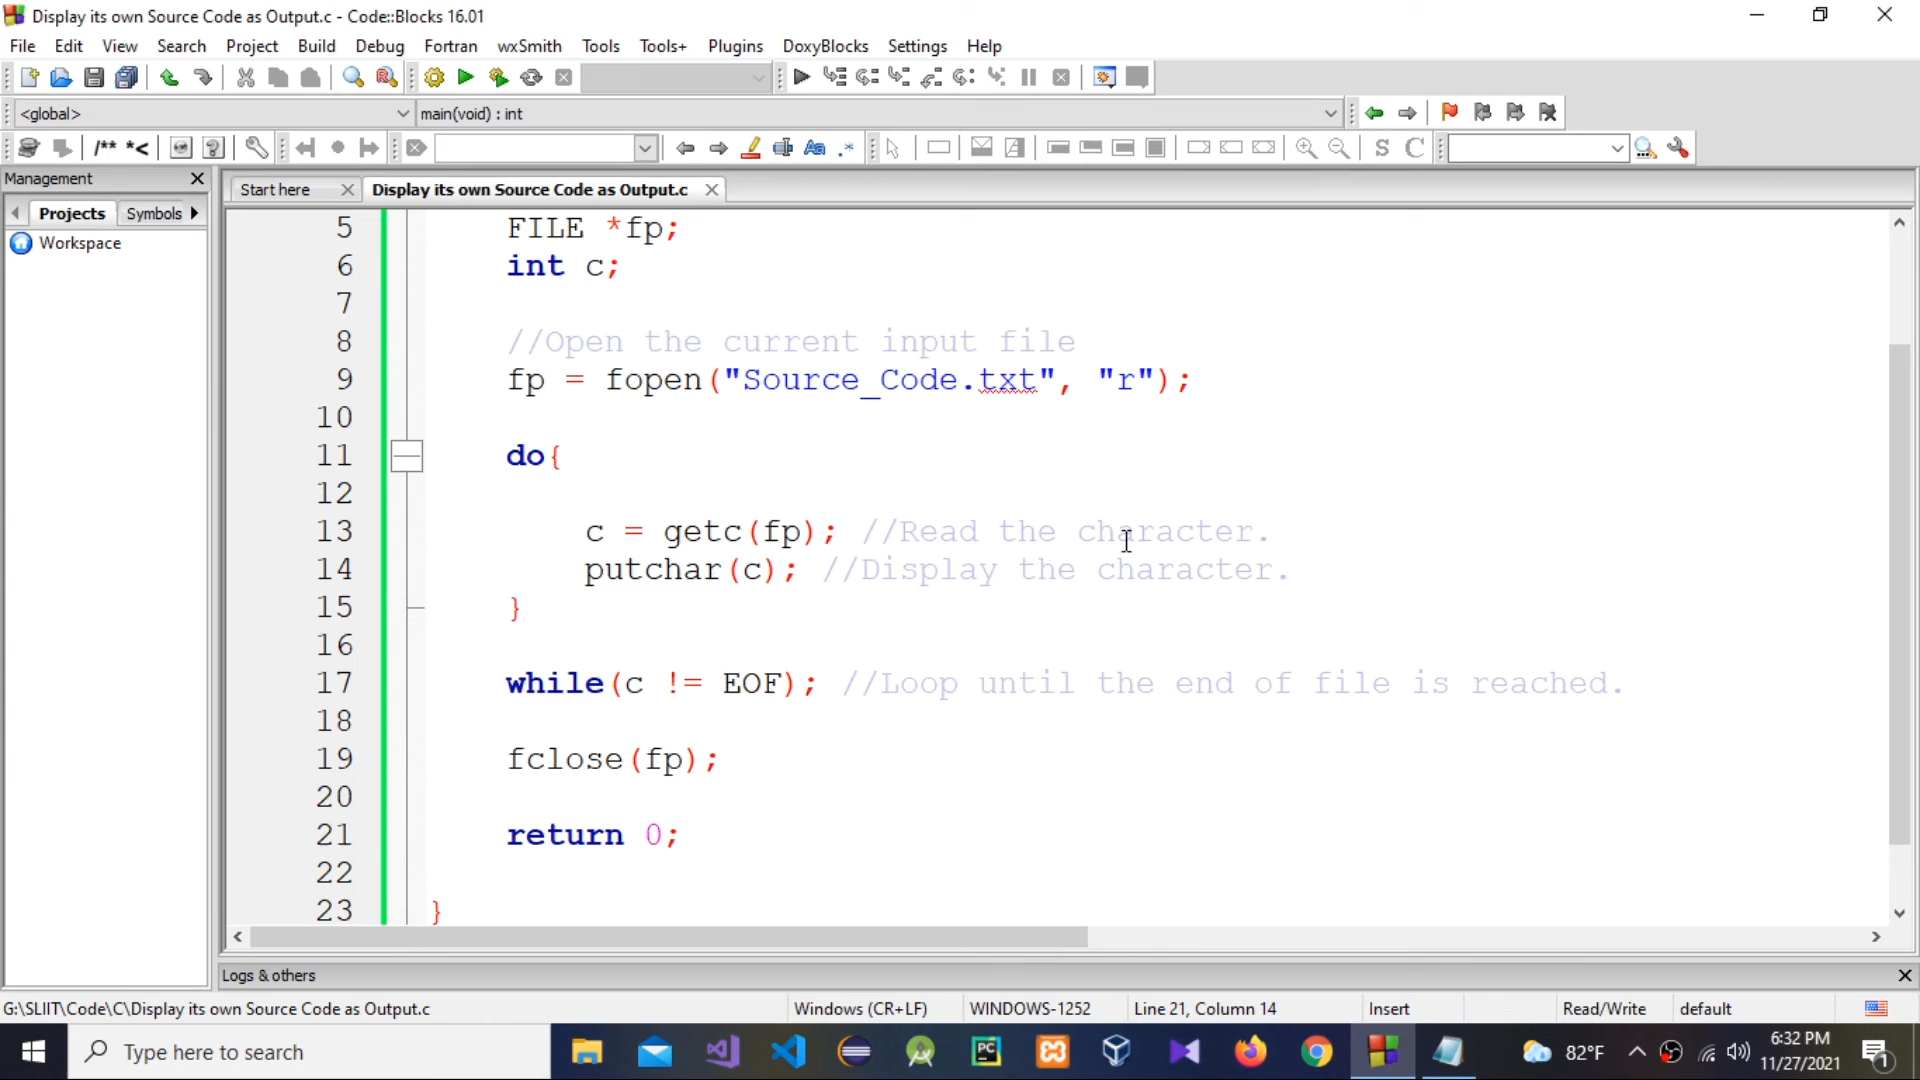 Display its own Source Code as Output.c - Code::Blocks 16.01
File Edit View Search Project Build Debug Fortran wxSmith Tools Tools+ Plugins DoxyBlocks Settings Help
<global> main(void) : int
/** *<
Management
Start here Display its own Source Code as Output.c
Projects Symbols
Workspace
5 FILE *fp;
6 int c;
7
8 //Open the current input file
9 fp = fopen("Source_Code.txt", "r");
10
11 do{
12
13 c = getc(fp); //Read the character.
14 putchar(c); //Display the character.
15 }
16
17 while(c != EOF); //Loop until the end of file is reached.
18
19 fclose(fp);
20
21 return 0;
22
23 }
Logs & others
G:\SLIIT\Code\C\Display its own Source Code as Output.c Windows (CR+LF) WINDOWS-1252 Line 21, Column 14 Insert Read/Write default
Type here to search 82°F 6:32 PM
11/27/2021 1